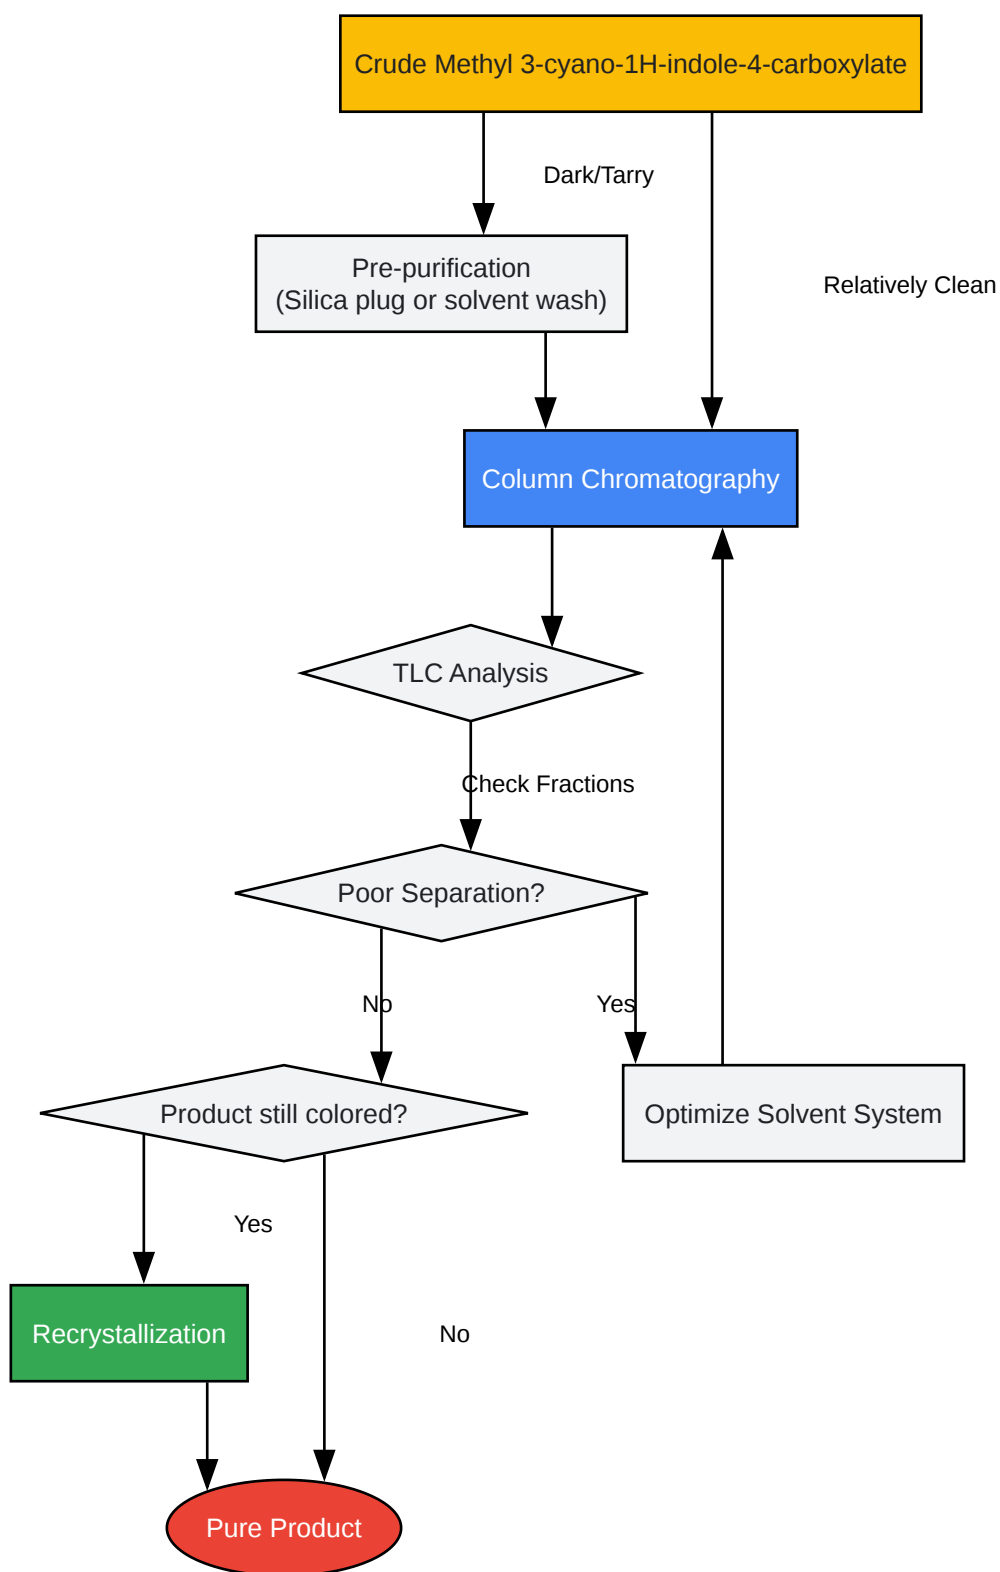 Crude Methyl 3-cyano-1H-indole-4-carboxylate
Dark/Tarry
Pre-purification
(Silica plug or solvent wash)
Relatively Clean
Column Chromatography
TLC Analysis
Check Fractions
Poor Separation?
No
Yes
Product still colored?
Optimize Solvent System
Yes
Recrystallization
No
Pure Product